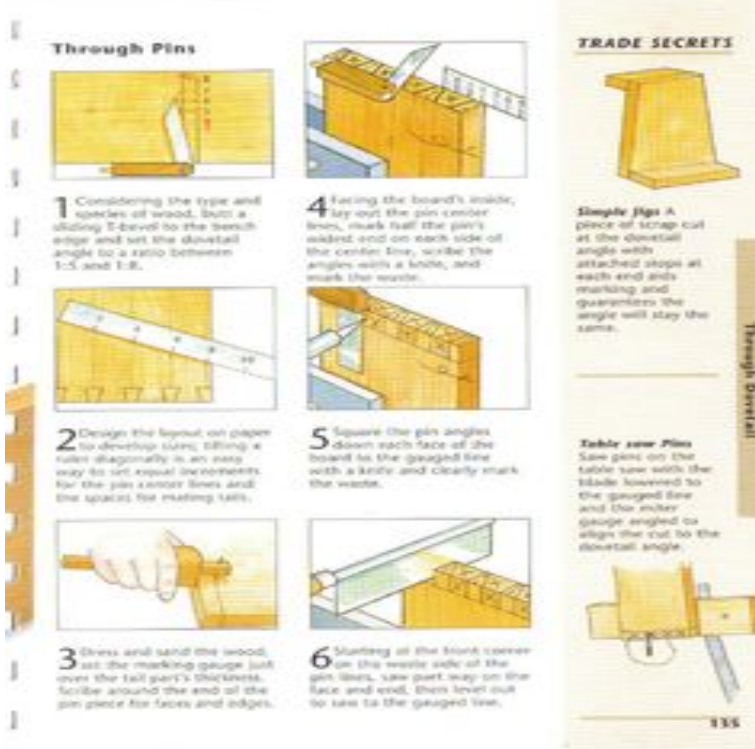 Through Pins
1 Considering the type and
species of wood, butt a
sliding T-bevel to the bench
edge and set the dovetail
angle to a ratio between
1:5 and 1:8.
2 Design the layout on paper
to develop sizes; tilting a
ruler diagonally is an easy
way to set equal increments
for the pin center lines and
the spaces for mating tails.
3 Dress and sand the wood,
set the marking gauge just
over the tail part's thickness.
Scribe around the end of the
pin piece for faces and edges.
4 Facing the board's inside,
lay out the pin center
lines, mark half the pin's
widest end on each side of
the center line, scribe the
angles with a knife, and
mark the waste.
5 Square the pin angles
down each face of the
board to the gauged line
with a knife and clearly mark
the waste.
6 Starting at the front corner
on the waste side of the
pin lines, saw part way on the
face and end, then level out
to saw to the gauged line.
TRADE SECRETS
Simple Jigs A
piece of scrap cut
at the dovetail
angle with
attached stops at
each end aids
marking and
guarantees the
angle will stay the
same.
Table saw Pins
Saw pins on the
table saw with the
blade lowered to
the gauged line
and the miter
gauge angled to
align the cut to the
dovetail angle.
Through Dovetail
135